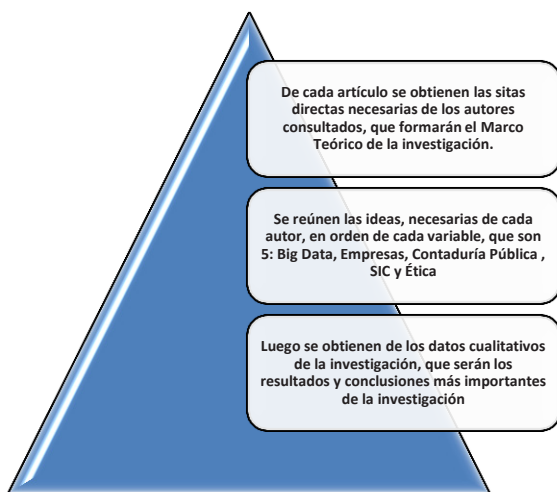 De cada artículo se obtienen las sitas
directas necesarias de los autores
consultados, que formarán el Marco
Teórico de la investigación.
Se reúnen las ideas, necesarias de cada
autor, en orden de cada variable, que son
5: Big Data, Empresas, Contaduría Pública ,
SIC y Ética
Luego se obtienen de los datos cualitativos
de la investigación, que serán los
resultados y conclusiones más importantes
de la investigación